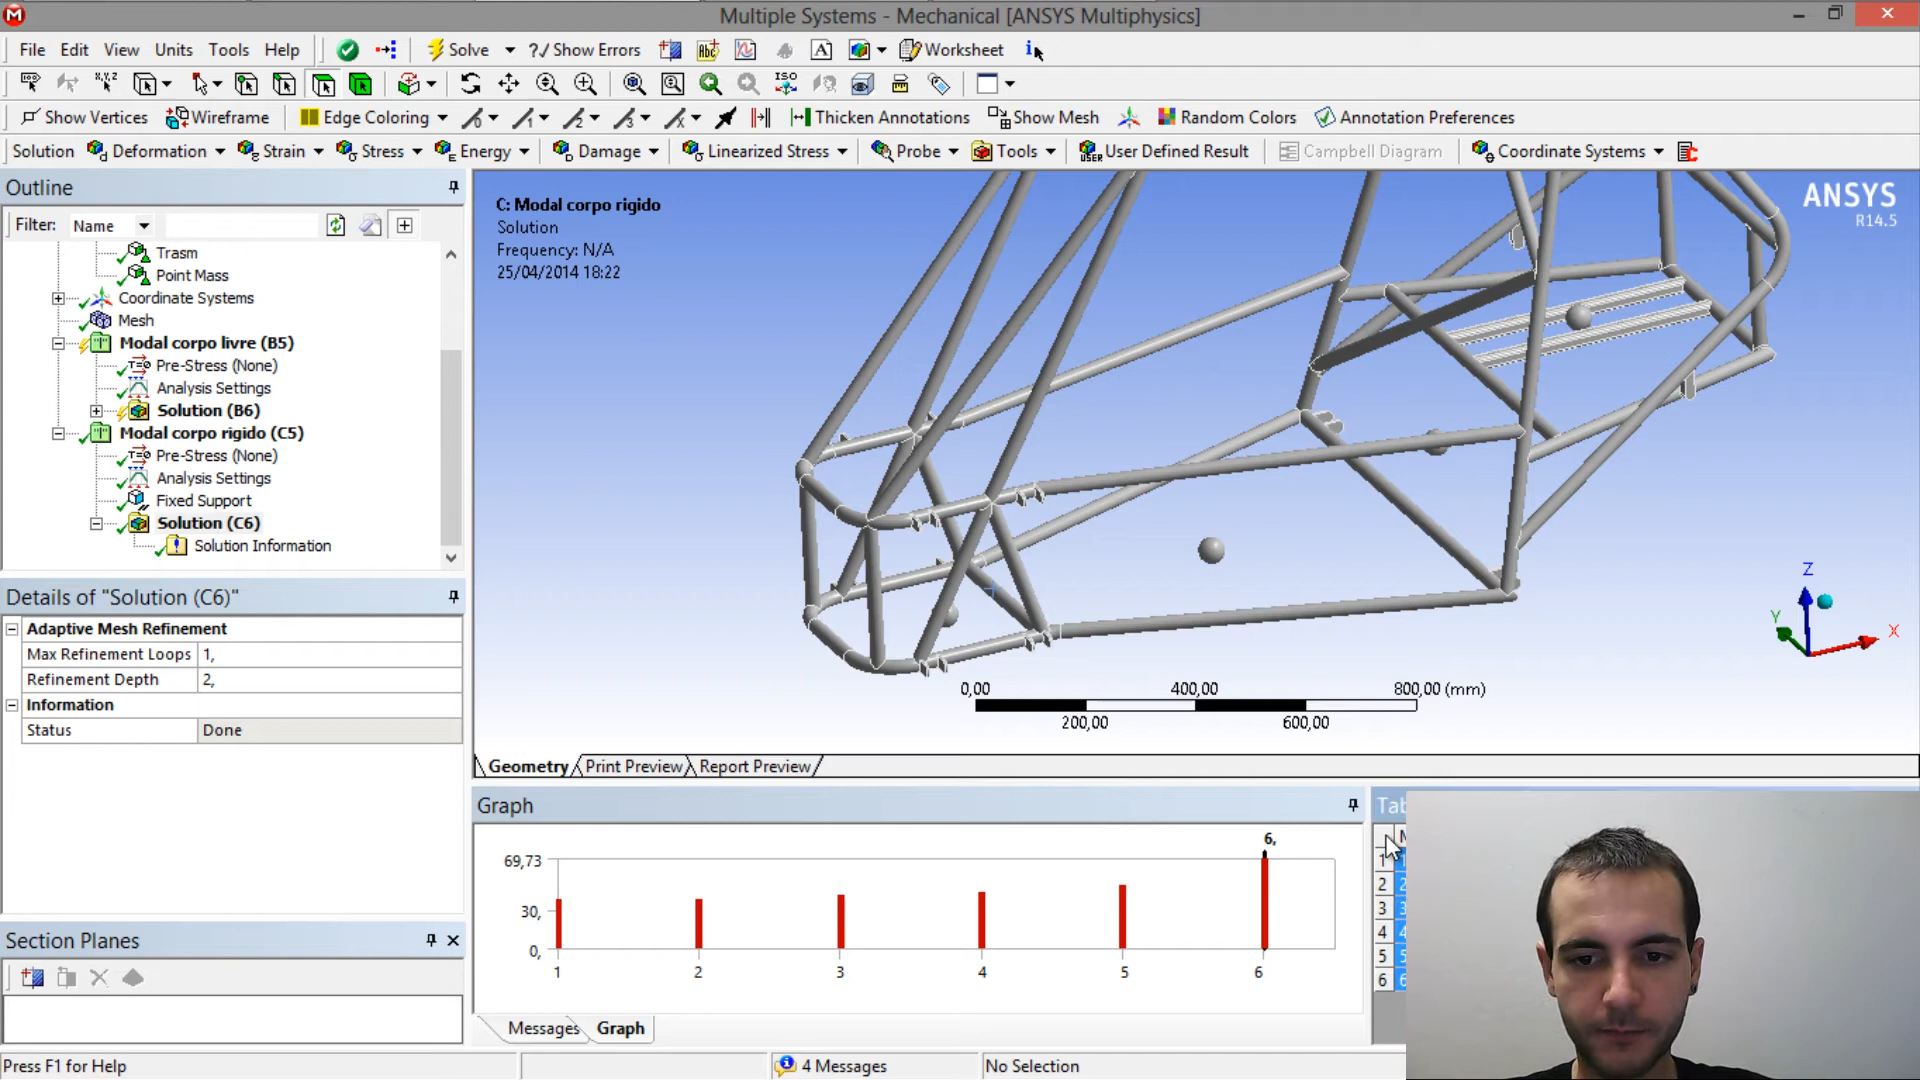 Multiple Systems - Mechanical [ANSYS Multiphysics]
File Edit View Units Tools Help Solve ?/ Show Errors Worksheet
Show Vertices Wireframe Edge Coloring Thicken Annotations Show Mesh Random Colors Annotation Preferences
Solution Deformation Strain Stress Energy Damage Linearized Stress Probe Tools User Defined Result Campbell Diagram Coordinate Systems
Outline
Filter: Name
Trasm
Point Mass
Coordinate Systems
Mesh
Modal corpo livre (B5)
Pre-Stress (None)
Analysis Settings
Solution (B6)
Modal corpo rigido (C5)
Pre-Stress (None)
Analysis Settings
Fixed Support
Solution (C6)
Solution Information
Details of "Solution (C6)"
Adaptive Mesh Refinement
Max Refinement Loops 1,
Refinement Depth 2,
Information
Status Done
Section Planes
C: Modal corpo rigido
Solution
Frequency: N/A
25/04/2014 18:22
ANSYS
R14.5
Z
Y
X
0,00 400,00 800,00 (mm)
200,00 600,00
Geometry Print Preview Report Preview
Graph
6,
69,73
30,
0,
1 2 3 4 5 6
Messages Graph
1
2
3
4
5
6
Press F1 for Help 4 Messages No Selection